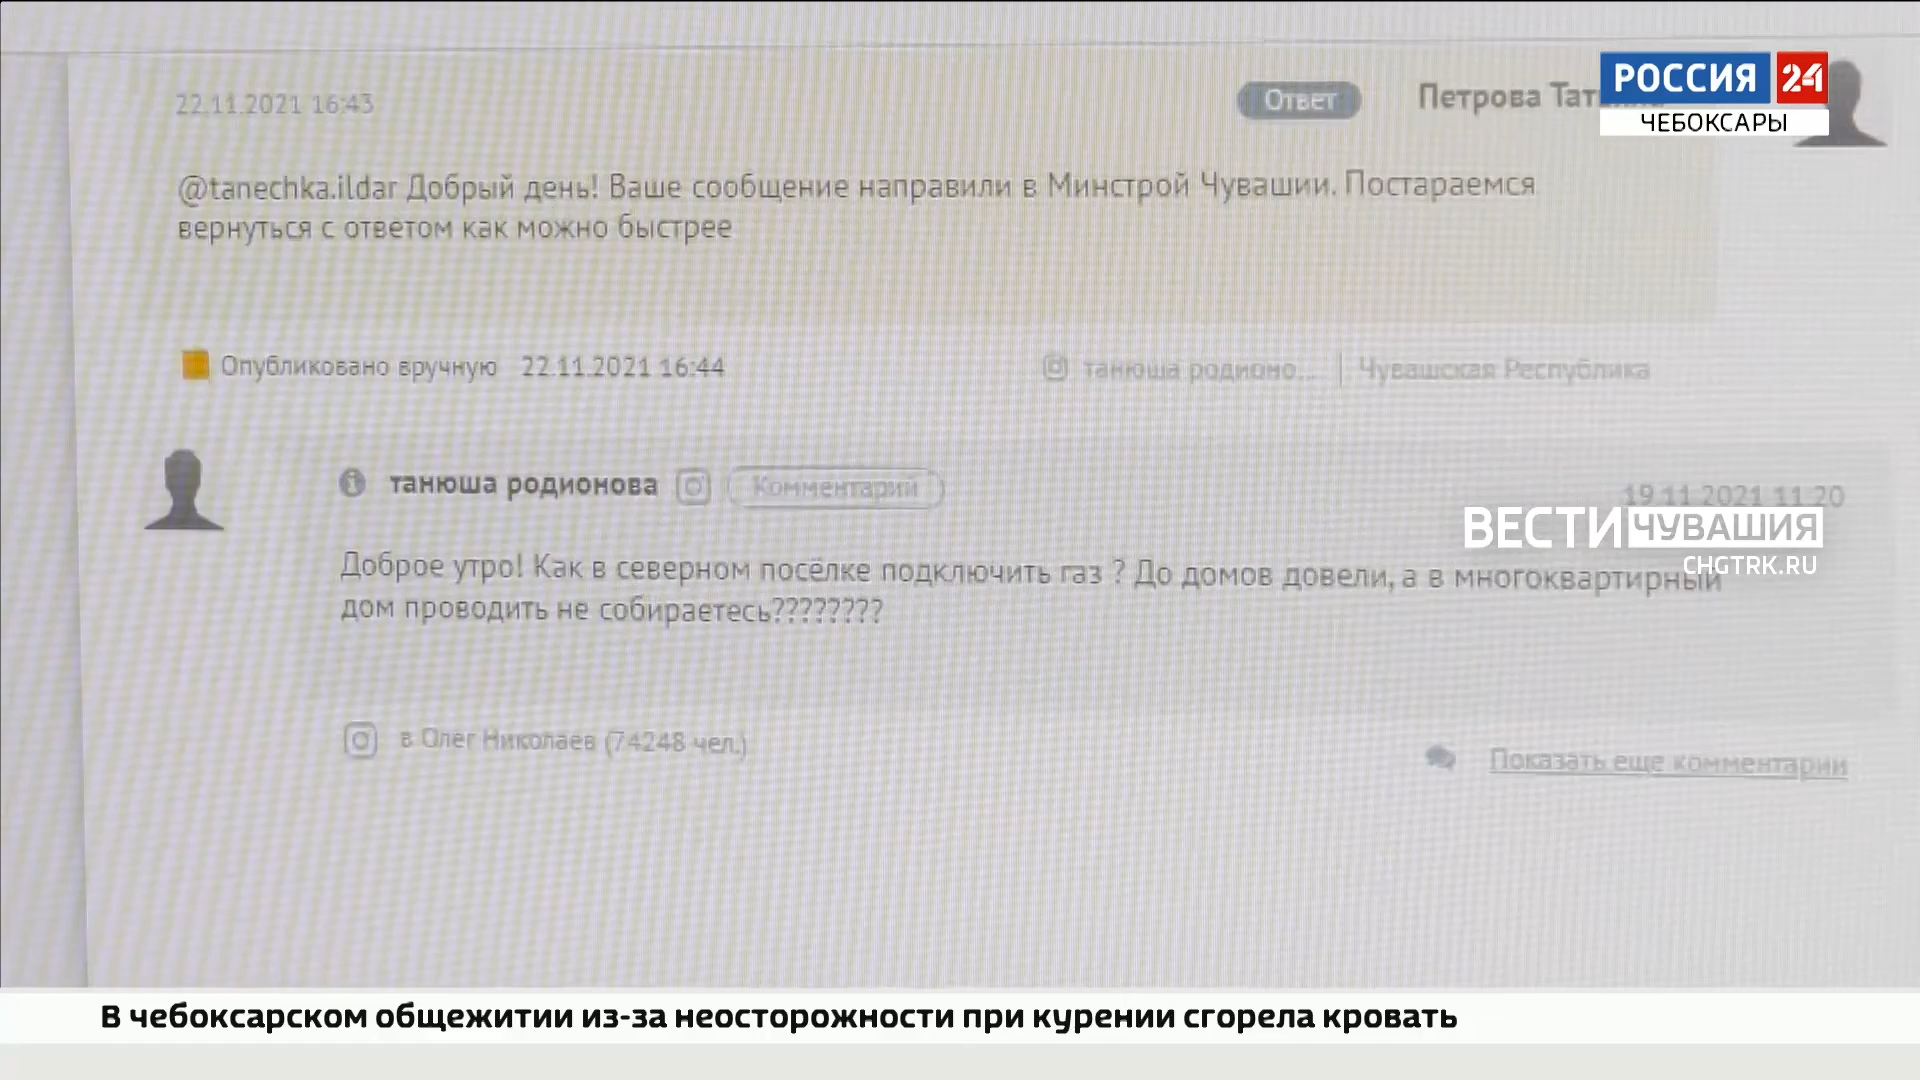 22.11.2021 16:43
Ответ
Петрова
РОССИЯ 24
ЧЕБОКСАРЫ
@tanechka.ildar Добрый день! Ваше сообщение направили в Минстрой Чувашии. Постараемся
вернуться с ответом как можно быстрее
Опубликовано вручную 22.11.2021 16:44
танюша родионо... | Чувашская Республика
танюша родионова
Комментарий
19.11.2021 11:20
ВЕСТИ ЧУВАШИЯ
CHGTRK.RU
Доброе утро! Как в северном посёлке подключить газ ? До домов довели, а в многоквартирный
дом проводить не собираетесь????????
в Олег Николаев (74248 чел.)
Показать еще комментарии
В чебоксарском общежитии из-за неосторожности при курении сгорела кровать